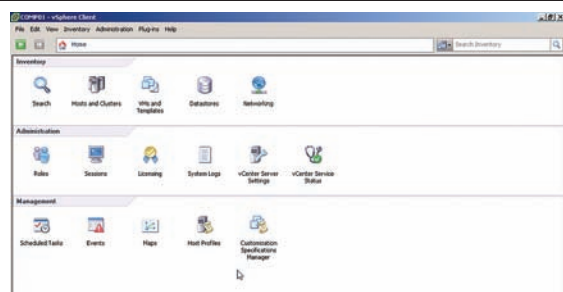 COMP01 - vSphere Client
File Edit View Inventory Administration Plug-ins Help
Home
Search Inventory
Inventory
Search
Hosts and Clusters
VMs and Templates
Datastores
Networking
Administration
Roles
Sessions
Licensing
System Logs
vCenter Server Settings
vCenter Service Status
Management
Scheduled Tasks
Events
Maps
Host Profiles
Customization Specifications Manager